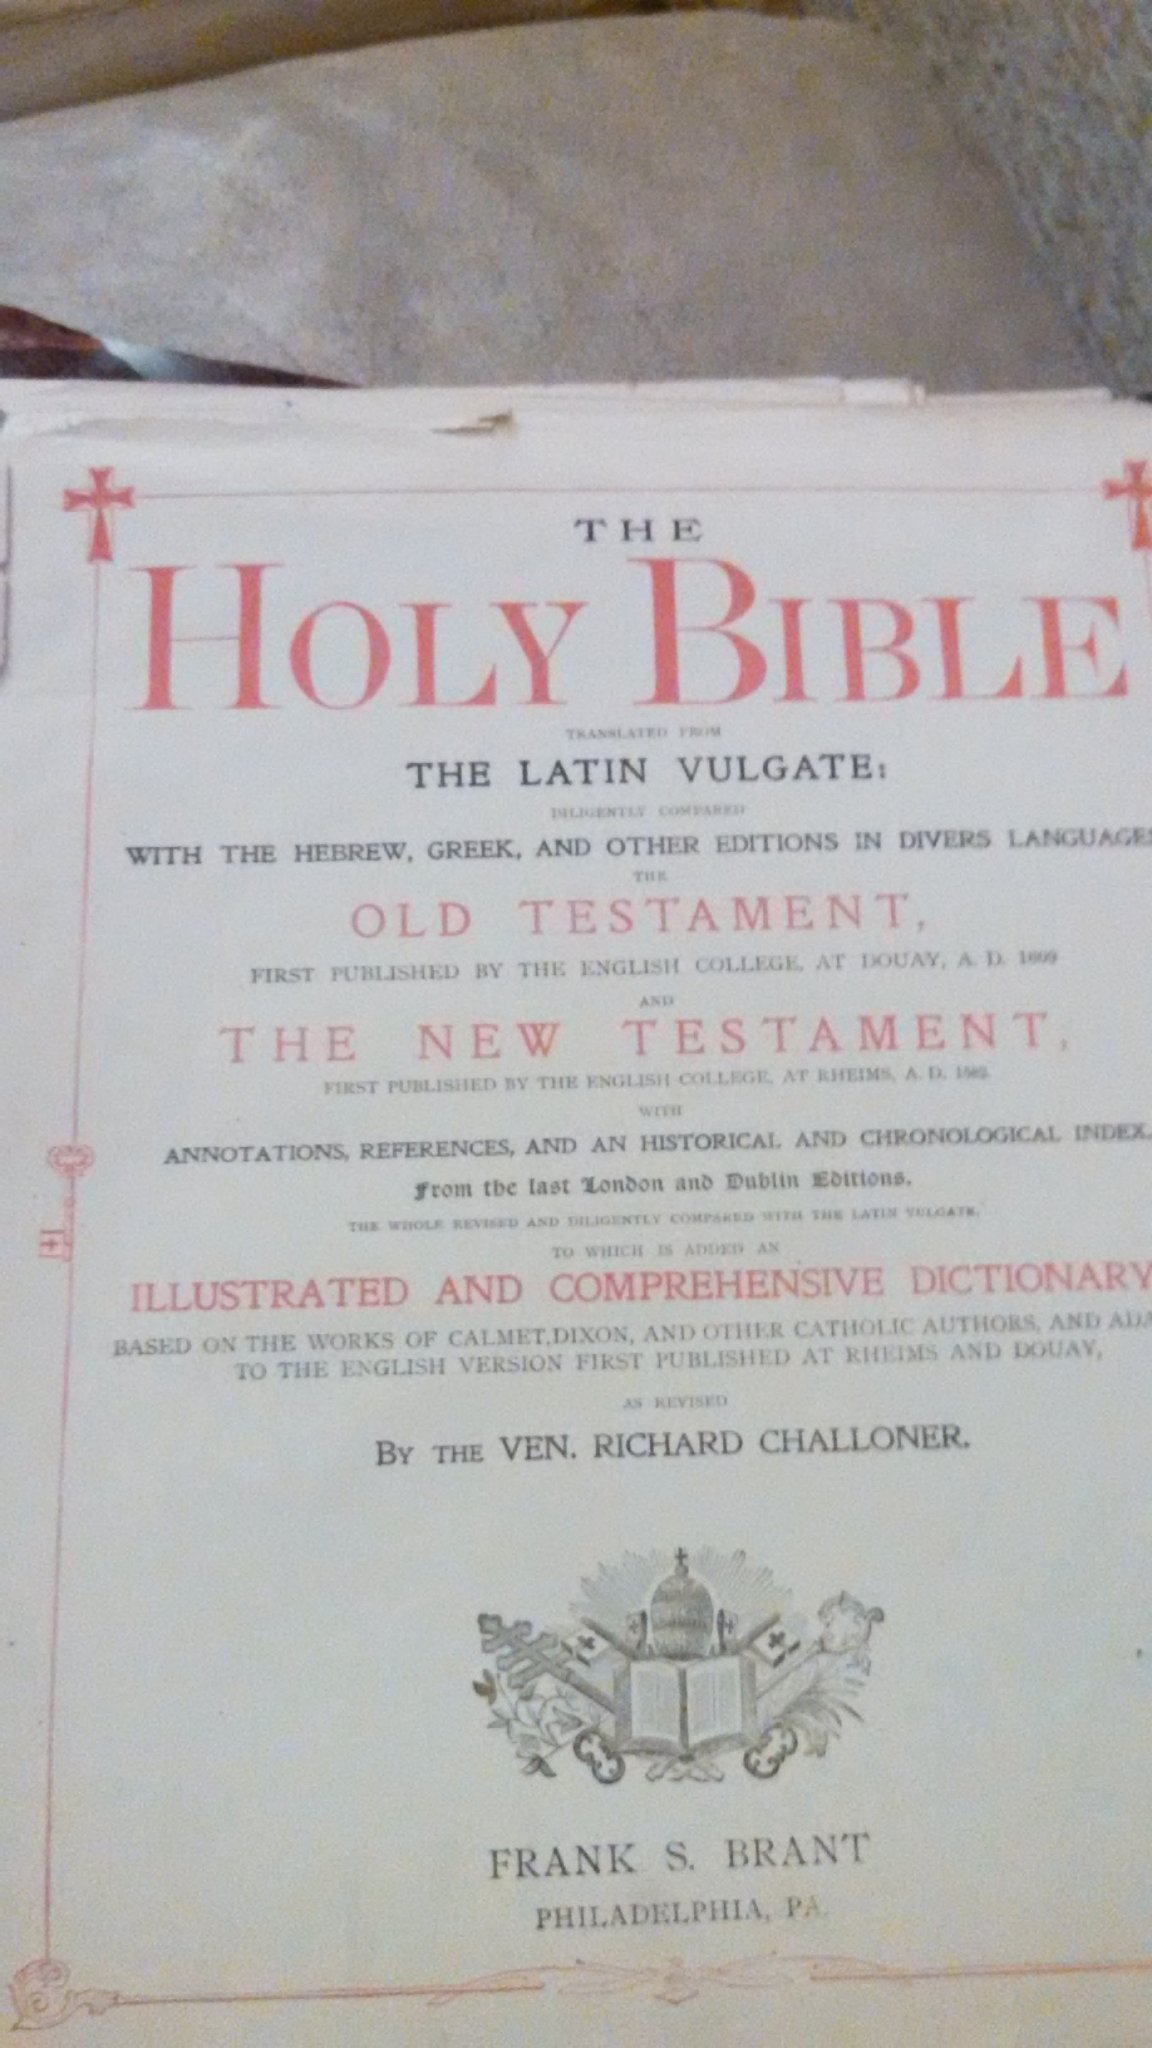 THE
HOLY BIBLE
TRANSLATED FROM
THE LATIN VULGATE:
DILIGENTLY COMPARED
WITH THE HEBREW, GREEK, AND OTHER EDITIONS IN DIVERS LANGUAGES
THE
OLD TESTAMENT,
FIRST PUBLISHED BY THE ENGLISH COLLEGE, AT DOUAY, A. D. 1609
AND
THE NEW TESTAMENT,
FIRST PUBLISHED BY THE ENGLISH COLLEGE, AT RHEIMS, A. D. 1582.
WITH
ANNOTATIONS, REFERENCES, AND AN HISTORICAL AND CHRONOLOGICAL INDEX.
From the last London and Dublin Editions.
THE WHOLE REVISED AND DILIGENTLY COMPARED WITH THE LATIN VULGATE,
TO WHICH IS ADDED AN
ILLUSTRATED AND COMPREHENSIVE DICTIONARY
BASED ON THE WORKS OF CALMET, DIXON, AND OTHER CATHOLIC AUTHORS, AND ADA
TO THE ENGLISH VERSION FIRST PUBLISHED AT RHEIMS AND DOUAY,
AS REVISED
BY THE VEN. RICHARD CHALLONER.
FRANK S. BRANT
PHILADELPHIA, PA.